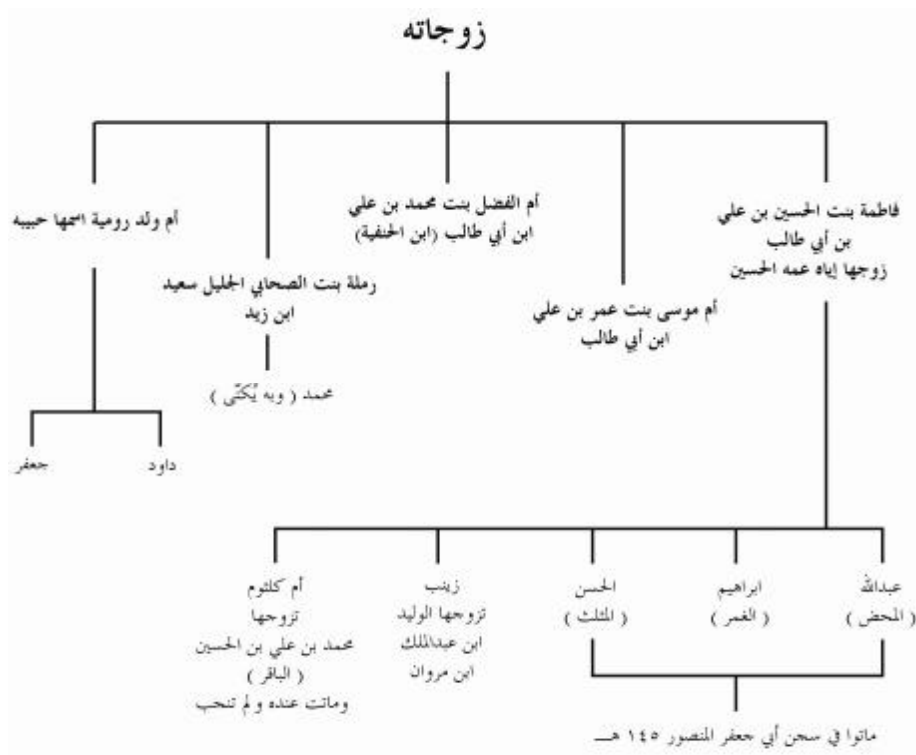 زوجاته
فاطمة بنت الحسين بن علي
بن أبي طالب
زوجها إياه عمه الحسين
أم موسى بنت عمر بن علي
ابن أبي طالب
أم الفضل بنت محمد بن علي
ابن أبي طالب (ابن الحنفية)
رملة بنت الصحابي الجليل سعيد
ابن زيد
محمد ( وبه يُكنّى )
أم ولد رومية اسمها حبيبه
داود
جعفر
عبدالله
( المحض )
ابراهيم
( الغمر )
الحسن
( المثلث )
زينب
تزوجها الوليد
ابن عبدالملك
ابن مروان
أم كلثوم
تزوجها
محمد بن علي بن الحسين
( الباقر )
وماتت عنده ولم تنجب
ماتوا في سجن أبي جعفر المنصور ١٤٥ هـ